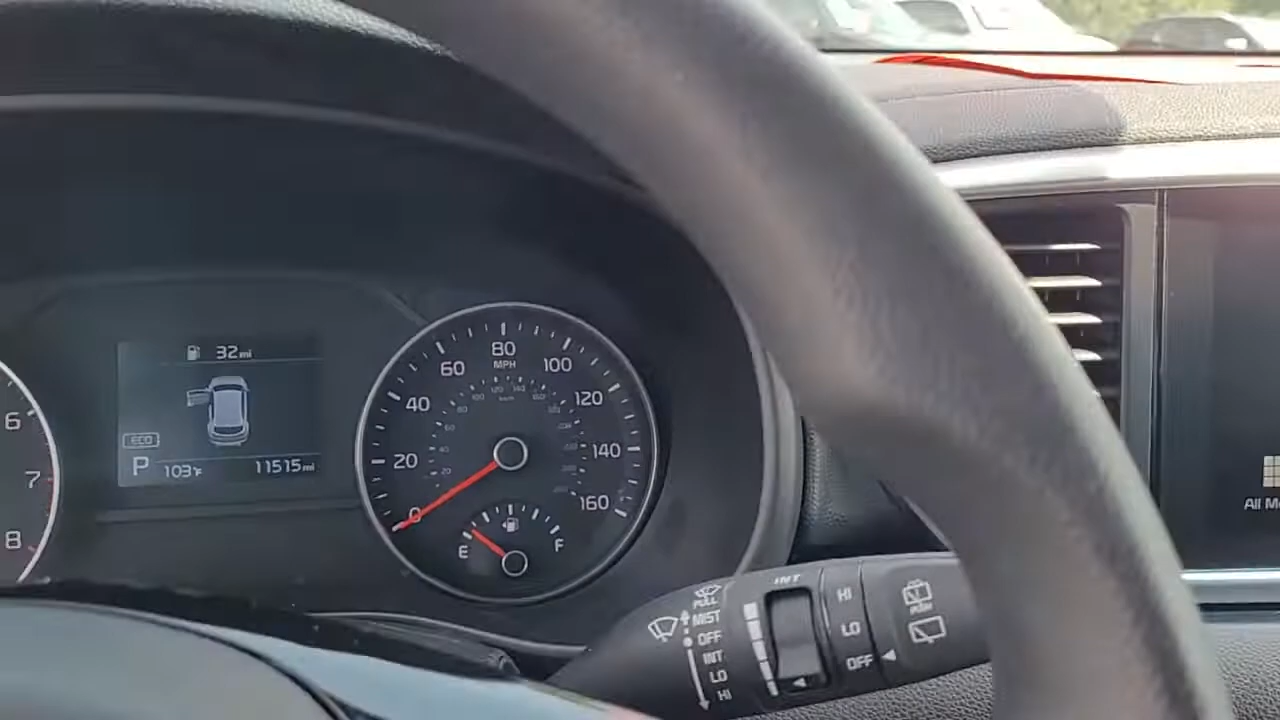 32mi
ECO
P 103°F 11515mi
6
7
8
0
20
40
60
80
100
120
140
160
MPH
E F
PULL
MIST
OFF
INT
LO
HI
INT
HI
LO
OFF
All M